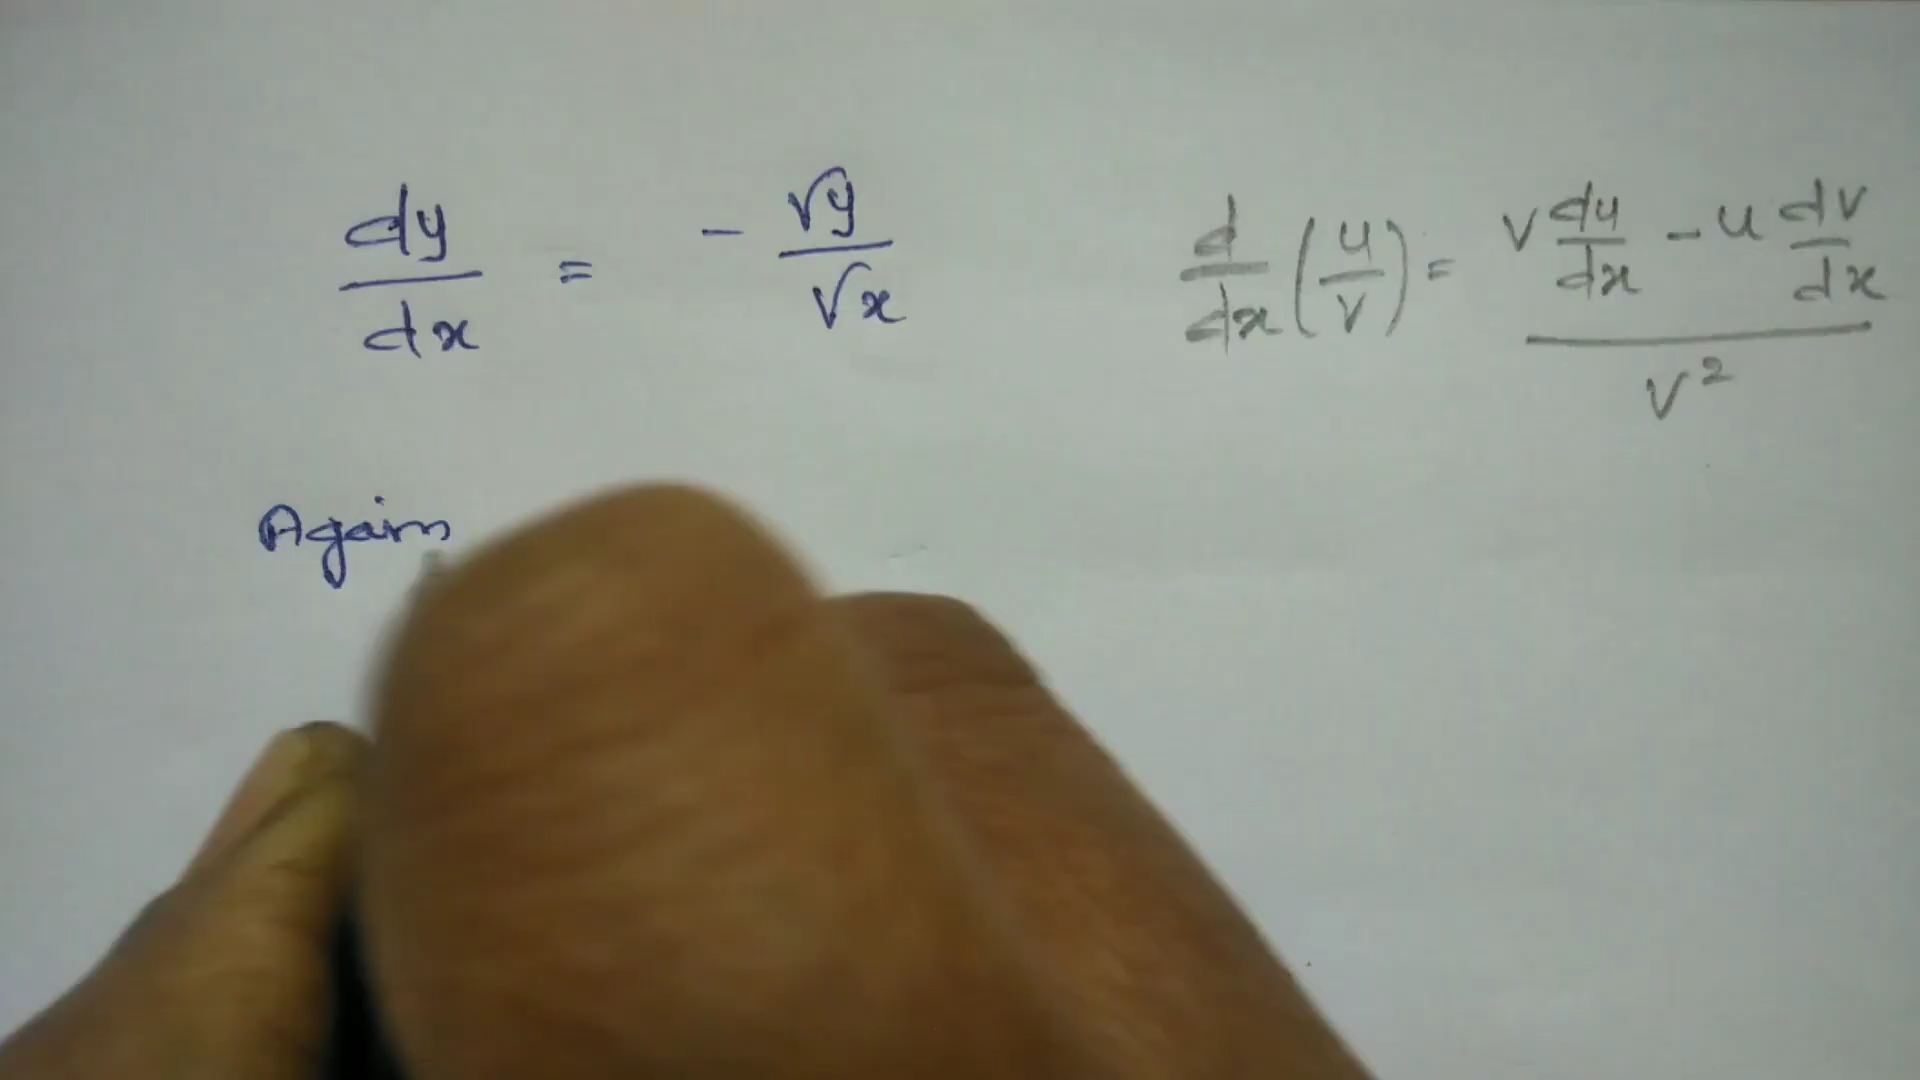 dy/dx = - √y/√x
d/dx (u/v) = (v du/dx - u dv/dx)/v²
Again